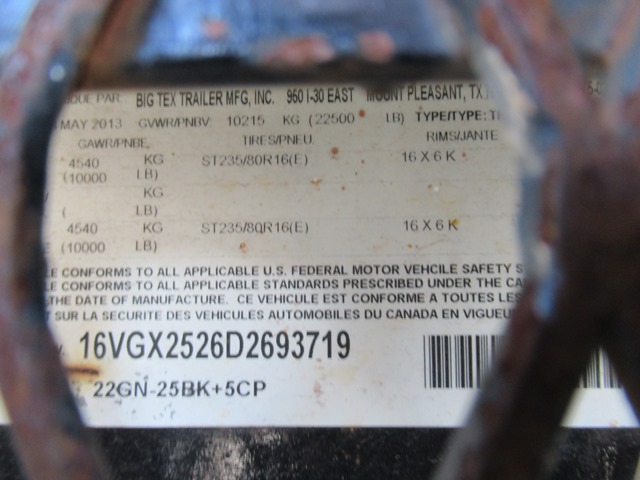 PAR: BIG TEX TRAILER MFG, INC. 950 I-30 EAST MOUNT PLEASANT, TX
MAY 2013 GVWR/PNBV: 10215 KG (22500 LB) TYPE/TYPE:
GAWR/PNBE, TIRES/PNEU. RIMS/JANTE
4540 KG ST235/80R16(E) 16 X 6 K
(10000 LB)
KG
( LB)
4540 KG ST235/80R16(E) 16 X 6 K
(10000 LB)
CONFORMS TO ALL APPLICABLE U.S. FEDERAL MOTOR VEHCILE SAFETY
CONFORMS TO ALL APPLICABLE STANDARDS PRESCRIBED UNDER THE
THE DATE OF MANUFACTURE. CE VEHICULE EST CONFORME A TOUTES
SUR LA SECURITE DES VEHICULES AUTOMOBILES DU CANADA EN
16VGX2526D2693719
22GN-25BK+5CP